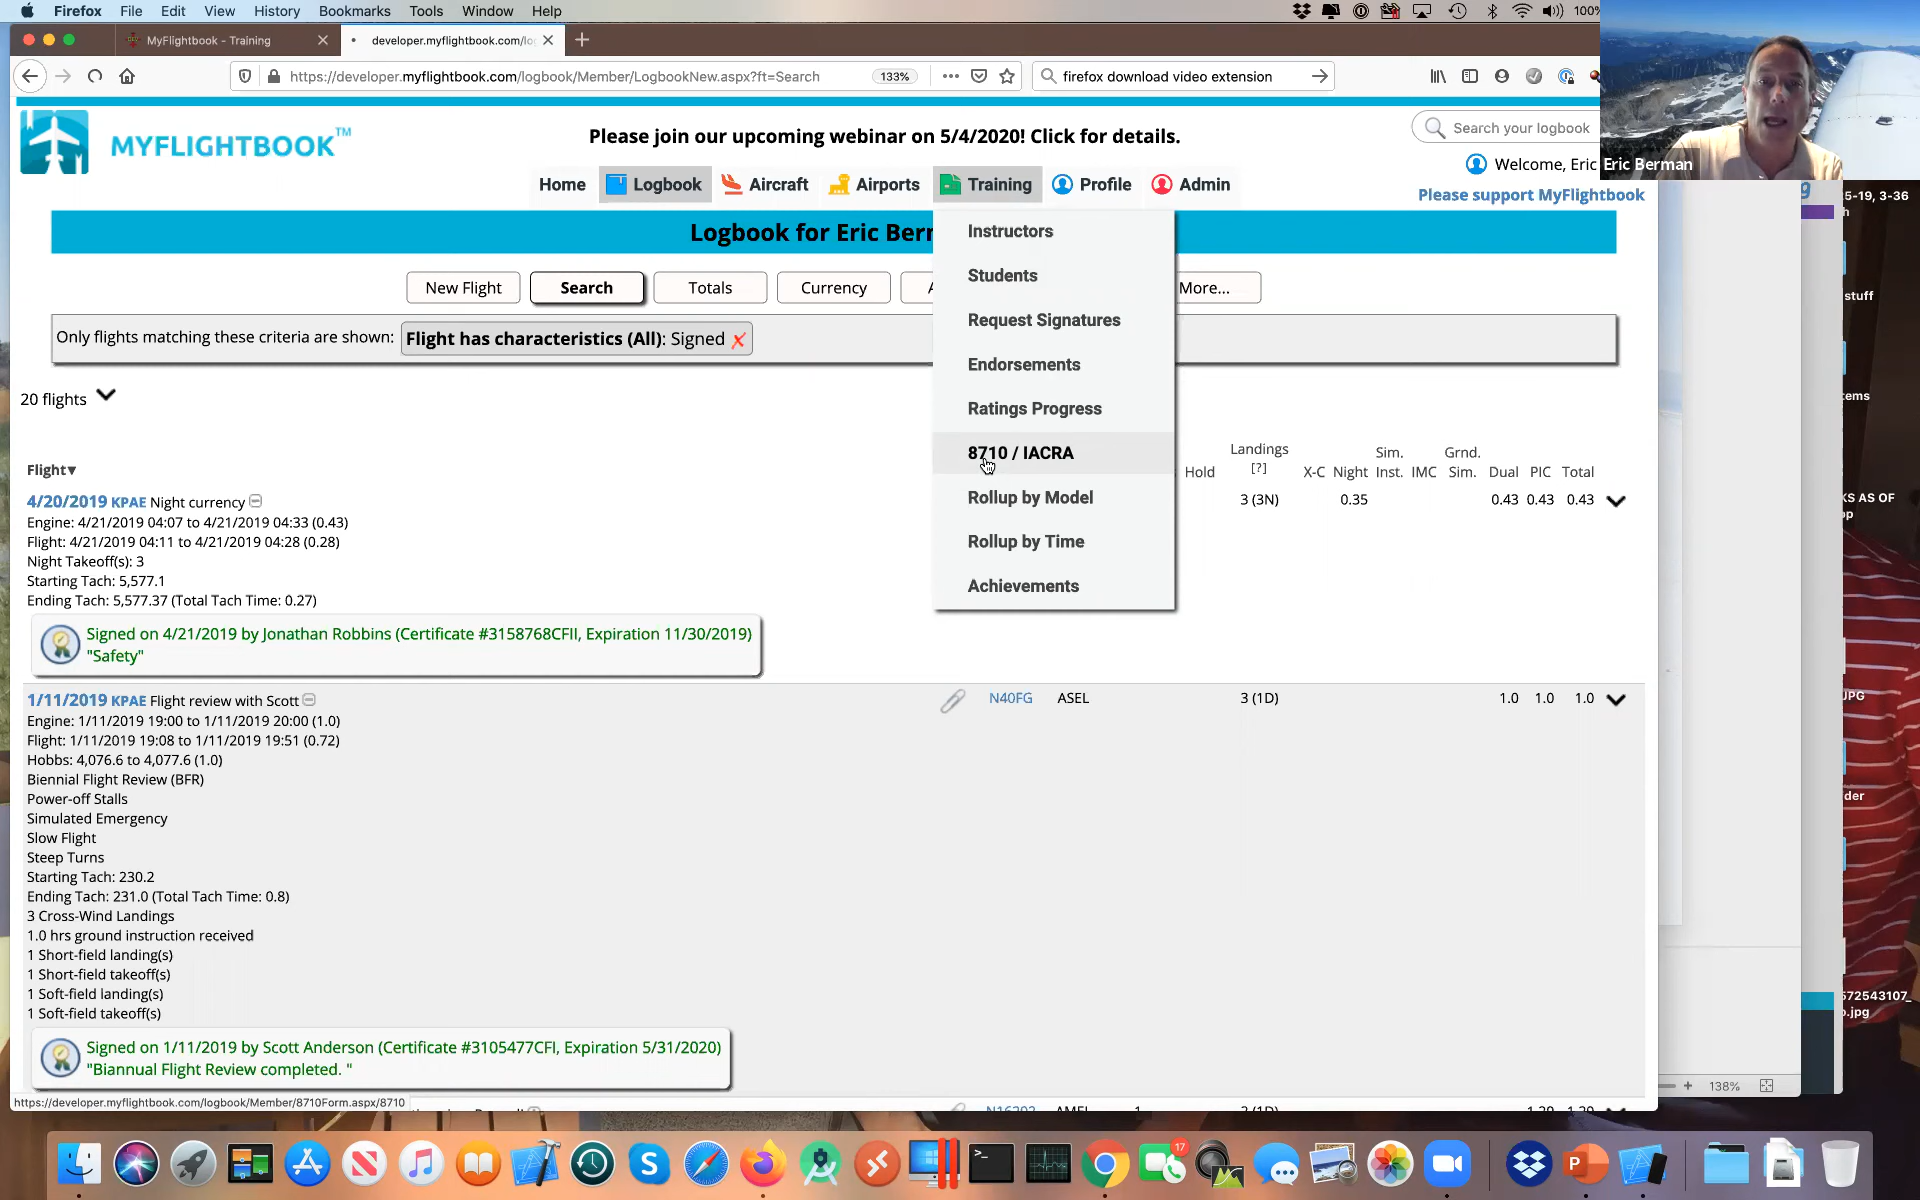 Firefox File Edit View History Bookmarks Tools Window Help 100%
MyFlightbook - Training
developer.myflightbook.com/lo
https://developer.myflightbook.com/logbook/Member/LogbookNew.aspx?ft=Search 133% firefox download video extension
MYFLIGHTBOOK™
Please join our upcoming webinar on 5/4/2020! Click for details.
Search your logbook
Welcome, Eric
Eric Berman
Please support MyFlightbook
Home Logbook Aircraft Airports Training Profile Admin
Logbook for Eric Berr
Instructors
Students
Request Signatures
Endorsements
Ratings Progress
8710 / IACRA
Rollup by Model
Rollup by Time
Achievements
New Flight Search Totals Currency A More...
Only flights matching these criteria are shown: Flight has characteristics (All): Signed
20 flights
Flight▾ Hold Landings [?] X-C Night Sim. Inst. IMC Grnd. Sim. Dual PIC Total
4/20/2019 KPAE Night currency 3 (3N) 0.35 0.43 0.43 0.43
Engine: 4/21/2019 04:07 to 4/21/2019 04:33 (0.43)
Flight: 4/21/2019 04:11 to 4/21/2019 04:28 (0.28)
Night Takeoff(s): 3
Starting Tach: 5,577.1
Ending Tach: 5,577.37 (Total Tach Time: 0.27)
Signed on 4/21/2019 by Jonathan Robbins (Certificate #3158768CFII, Expiration 11/30/2019)
"Safety"
1/11/2019 KPAE Flight review with Scott N40FG ASEL 3 (1D) 1.0 1.0 1.0
Engine: 1/11/2019 19:00 to 1/11/2019 20:00 (1.0)
Flight: 1/11/2019 19:08 to 1/11/2019 19:51 (0.72)
Hobbs: 4,076.6 to 4,077.6 (1.0)
Biennial Flight Review (BFR)
Power-off Stalls
Simulated Emergency
Slow Flight
Steep Turns
Starting Tach: 230.2
Ending Tach: 231.0 (Total Tach Time: 0.8)
3 Cross-Wind Landings
1.0 hrs ground instruction received
1 Short-field landing(s)
1 Short-field takeoff(s)
1 Soft-field landing(s)
1 Soft-field takeoff(s)
Signed on 1/11/2019 by Scott Anderson (Certificate #3105477CFI, Expiration 5/31/2020)
"Biannual Flight Review completed. "
https://developer.myflightbook.com/logbook/Member/8710Form.aspx/8710
5-19, 3-36
h
stuff
tems
KS AS OF
op
JPG
der
572543107_
o.jpg
138%
17